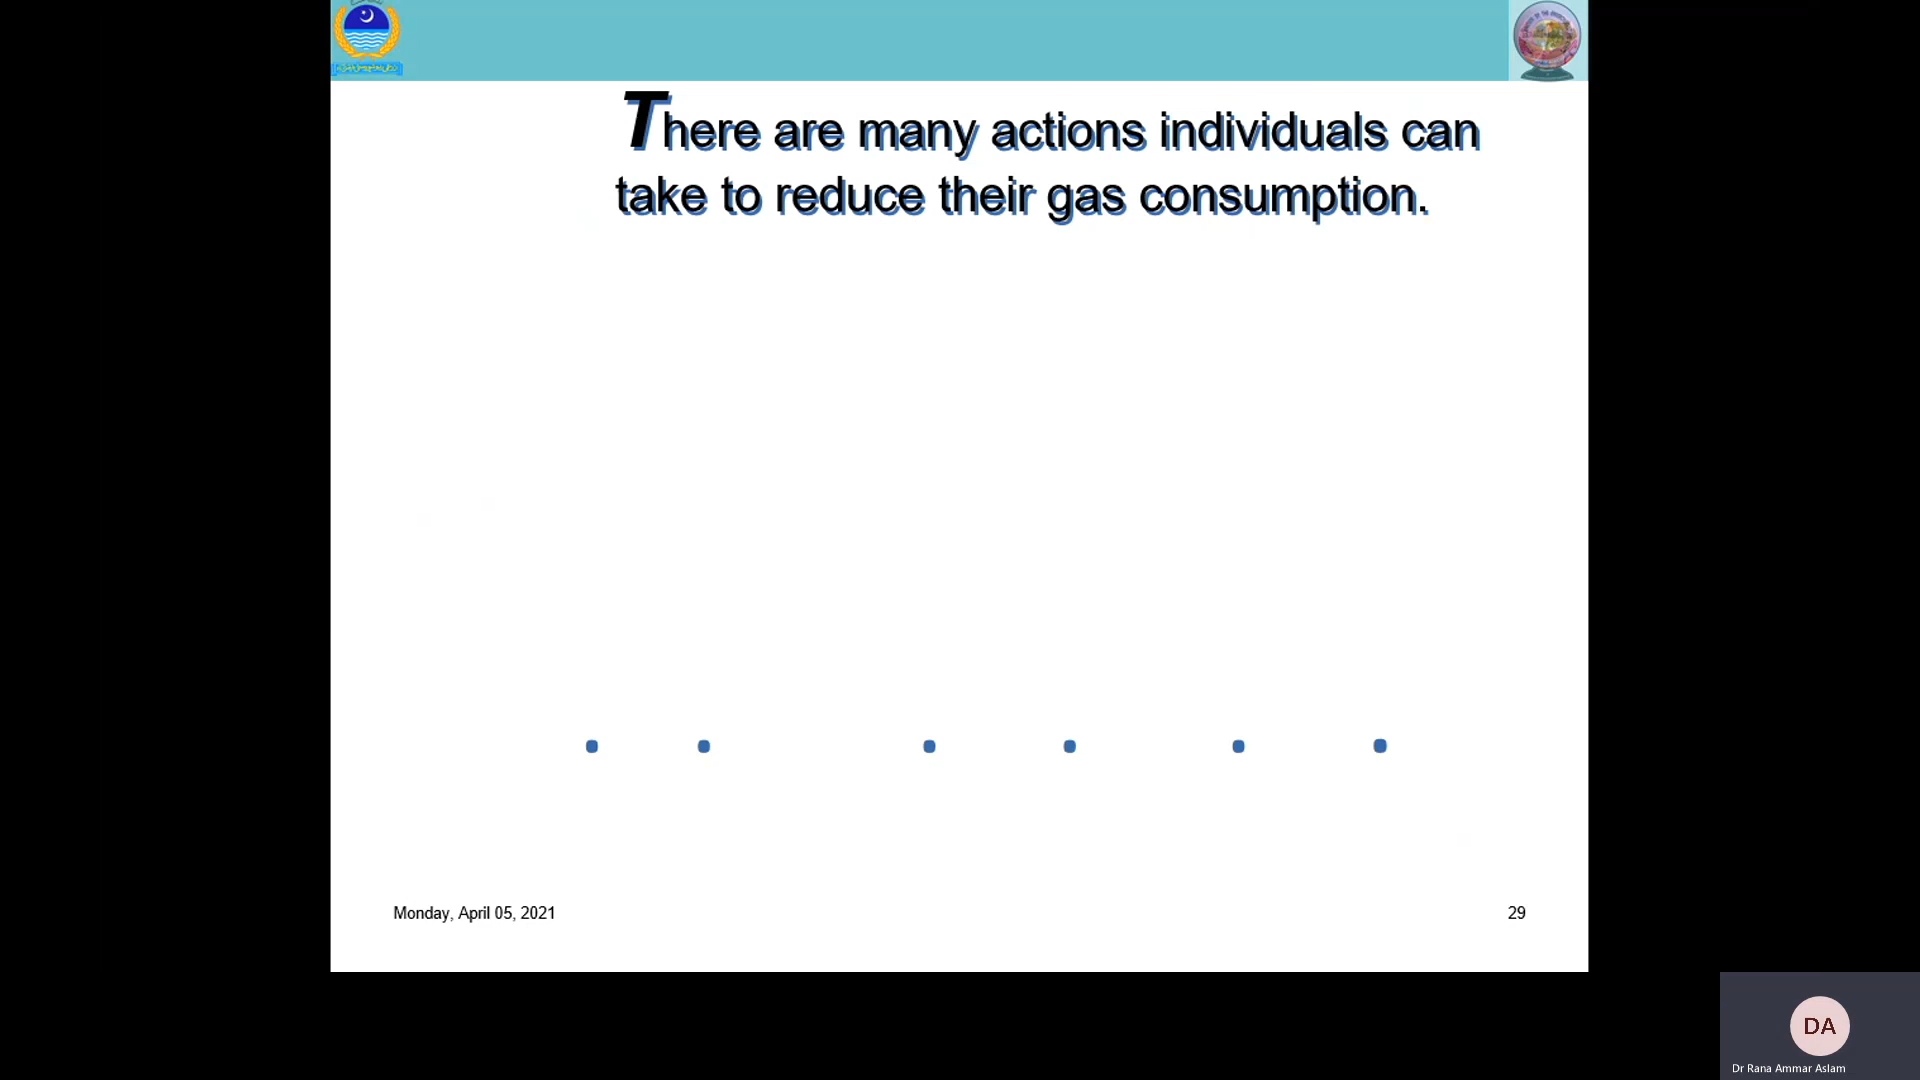 There are many actions individuals can
take to reduce their gas consumption.
Monday, April 05, 2021
29
DA
Dr Rana Ammar Aslam